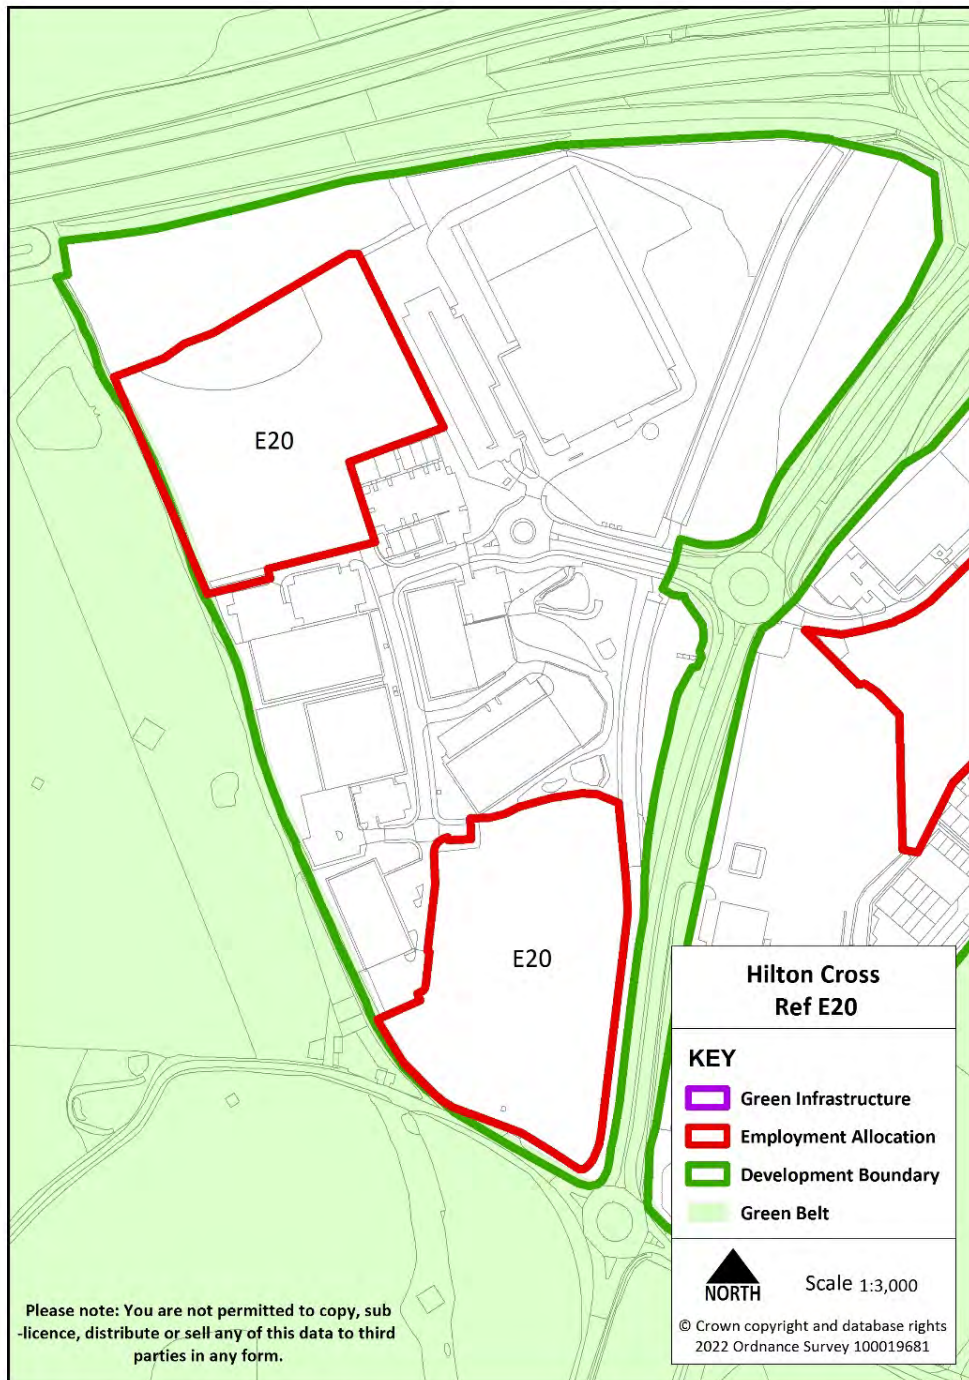 E20
E20
Hilton Cross
Ref E20
KEY
Green Infrastructure
Employment Allocation
Development Boundary
Green Belt
NORTH
Scale 1:3,000
© Crown copyright and database rights
2022 Ordnance Survey 100019681
Please note: You are not permitted to copy, sub
-licence, distribute or sell any of this data to third
parties in any form.